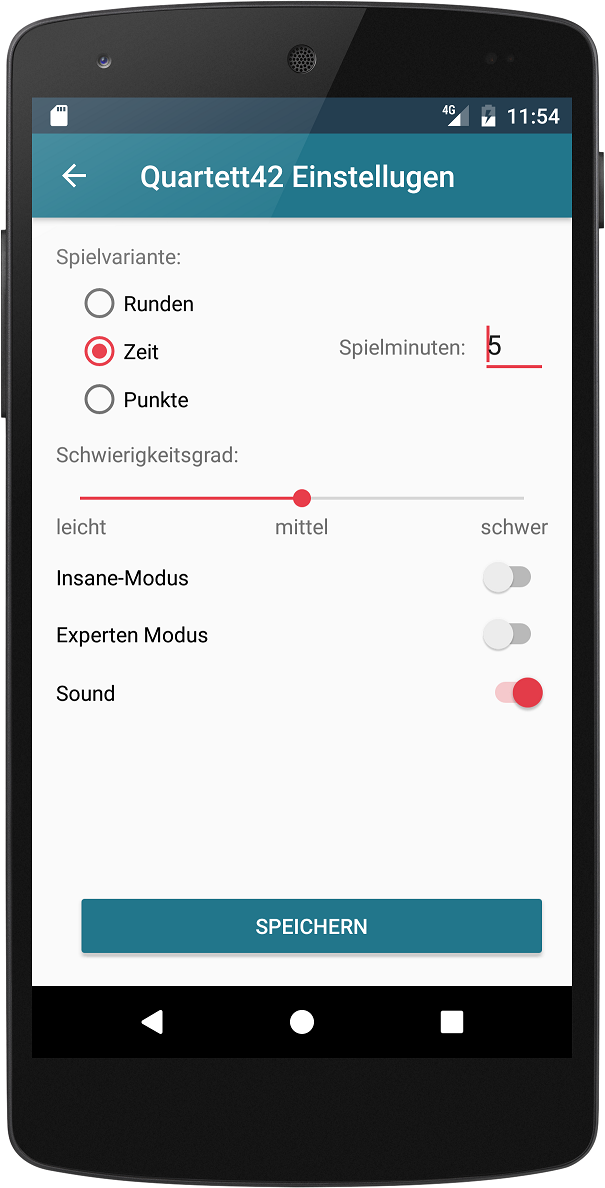 4G 11:54
Quartett42 Einstellugen
Spielvariante:
Runden
Zeit
Spielminuten: 5
Punkte
Schwierigkeitsgrad:
leicht mittel schwer
Insane-Modus
Experten Modus
Sound
SPEICHERN